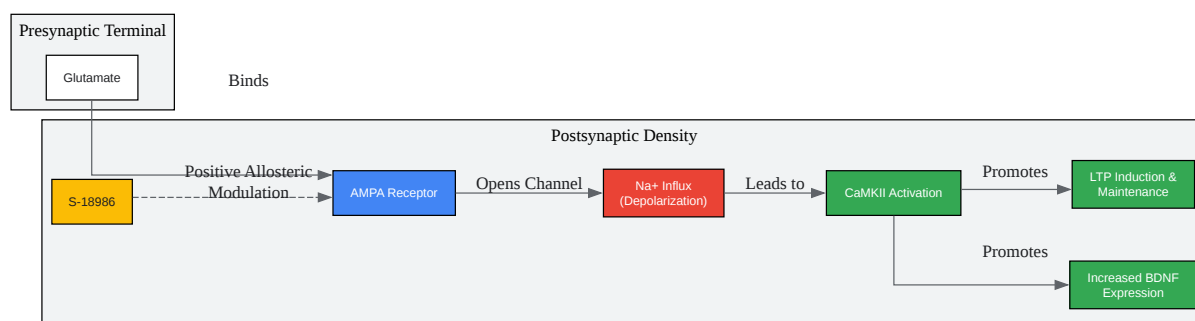 Presynaptic Terminal
Glutamate
Binds
Postsynaptic Density
Positive Allosteric
Modulation
S-18986
AMPA Receptor
Opens Channel
Na+ Influx
(Depolarization)
Leads to
CaMKII Activation
Promotes
LTP Induction &
Maintenance
Promotes
Increased BDNF
Expression